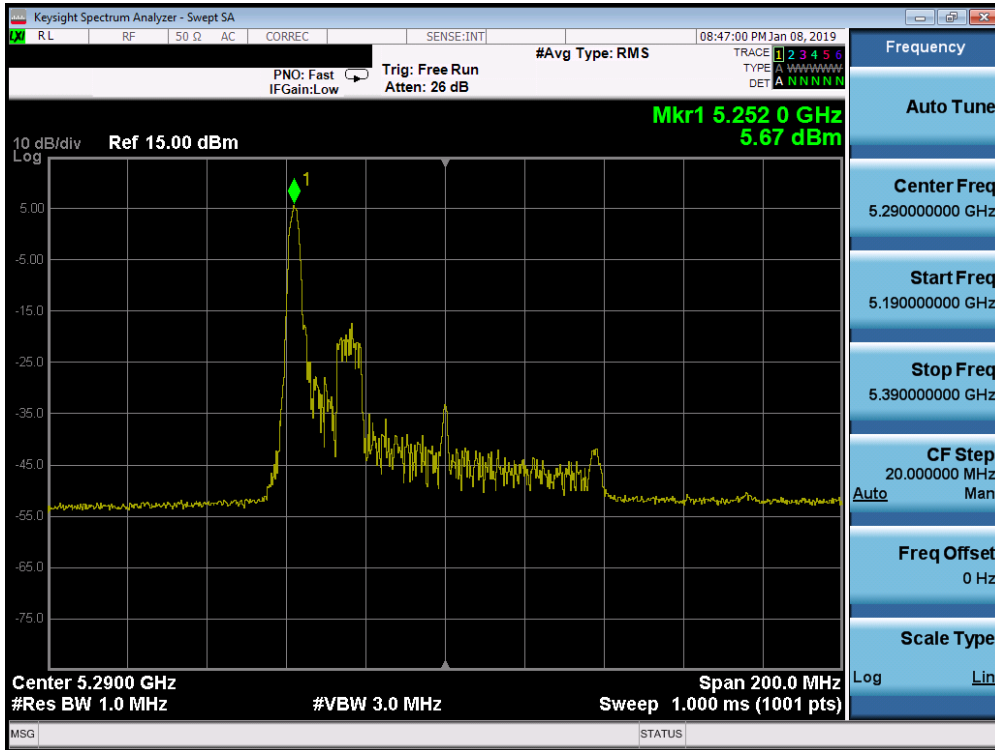 Keysight Spectrum Analyzer - Swept SA
LXI RL RF 50 Ω AC CORREC SENSE:INT 08:47:00 PM Jan 08, 2019
#Avg Type: RMS TRACE 1 2 3 4 5 6
PNO: Fast Trig: Free Run TYPE A WWWWW
IFGain:Low Atten: 26 dB DET A N N N N N
Mkr1 5.252 0 GHz
5.67 dBm
10 dB/div Ref 15.00 dBm
Log
1
5.00
-5.00
-15.0
-25.0
-35.0
-45.0
-55.0
-65.0
-75.0
Center 5.2900 GHz Span 200.0 MHz
#Res BW 1.0 MHz #VBW 3.0 MHz Sweep 1.000 ms (1001 pts)
MSG STATUS
Frequency
Auto Tune
Center Freq
5.290000000 GHz
Start Freq
5.190000000 GHz
Stop Freq
5.390000000 GHz
CF Step
20.000000 MHz
Auto Man
Freq Offset
0 Hz
Scale Type
Log Lin